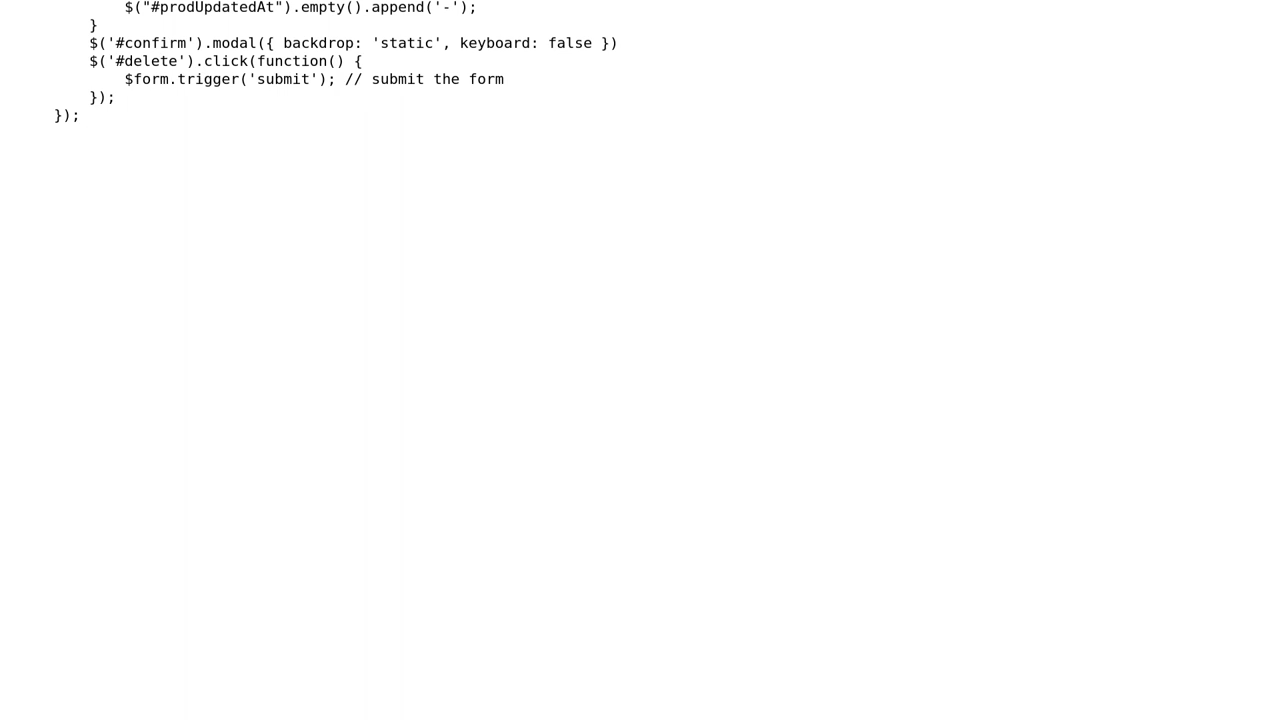 $("#prodUpdatedAt").empty().append('-');
}
$('#confirm').modal({ backdrop: 'static', keyboard: false })
$('#delete').click(function() {
$form.trigger('submit'); // submit the form
});
});